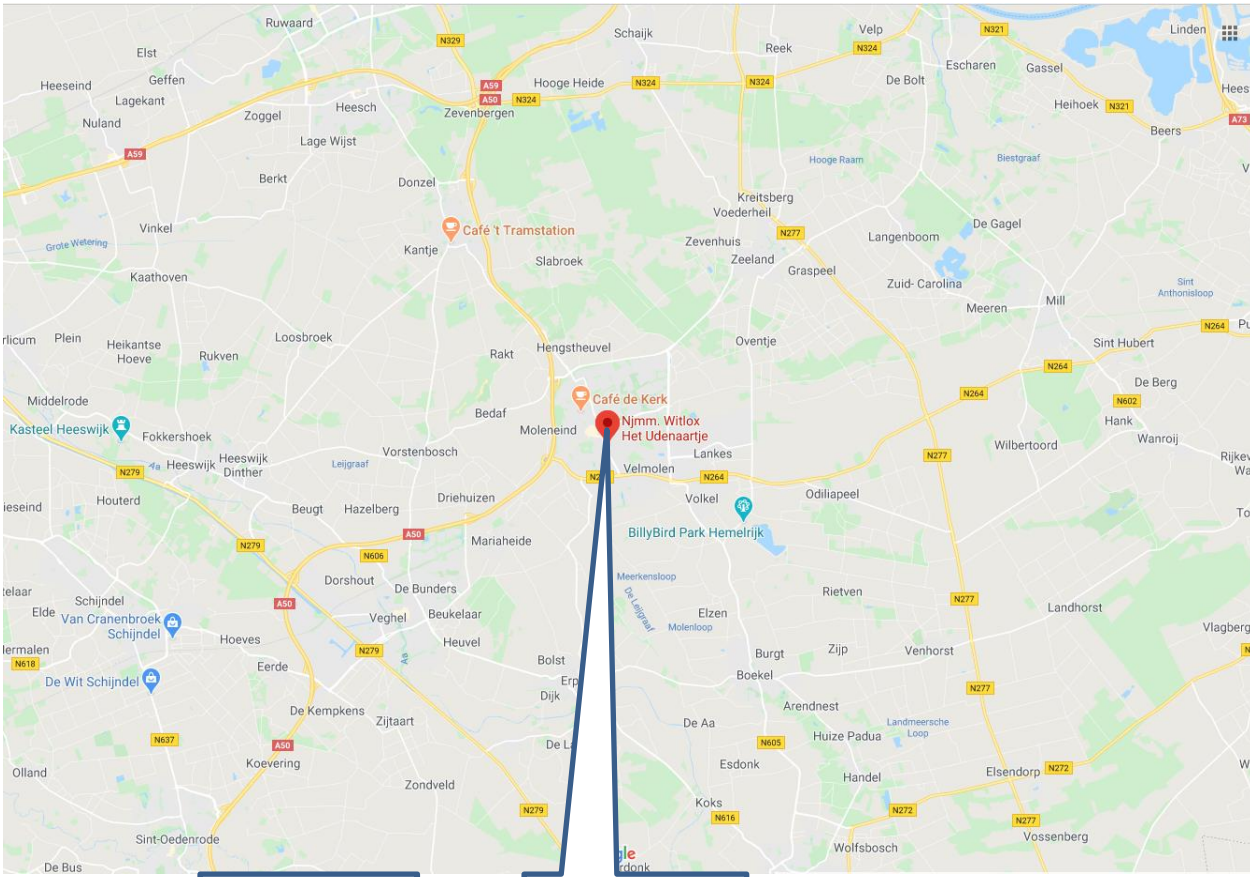 Ruwaard
Schaijk
Velp
N321
Linden
N329
Reek
N324
Elst
Escharen
Gassel
Geffen
Heeseind
A59
Hooge Heide
N324
N324
De Bolt
Lagekant
A50
N324
Heesch
Heihoek
N321
Zoggel
Zevenbergen
Nuland
A73
Beers
Lage Wijst
A59
Hooge Raam
Biestgraaf
Berkt
Donzel
Kreitsberg
Voederheil
Vinkel
Café 't Tramstation
De Gagel
N277
Langenboom
Grote Wetering
Kantje
Zevenhuis
Slabroek
Zeeland
Graspeel
Kaathoven
Zuid- Carolina
Sint
Anthonisloop
Mill
Meeren
N264
Plein
Heikantse
Hoeve
Loosbroek
Oventje
Sint Hubert
Rukven
Rakt
Hengstheuvel
N264
De Berg
N264
Middelrode
Café de Kerk
N602
Kasteel Heeswijk
Bedaf
Njmm. Witlox
Het Udenaartje
Hank
Fokkershoek
Moleneind
Wanroij
Wilbertoord
Vorstenbosch
Lankes
N277
Heeswijk
Heeswijk
Dinther
Leijgraaf
Aa
Velmolen
N279
N264
Houterd
Driehuizen
Volkel
Odiliapeel
Beugt
Hazelberg
BillyBird Park Hemelrijk
A50
Mariaheide
N279
N606
Meerkensloop
Dorshout
De Bunders
De Leijgraaf
Rietven
Schijndel
A50
N277
Elde
Van Cranenbroek
Schijndel
Veghel
Beukelaar
Elzen
Molenloop
Landhorst
Hoeves
Heuvel
Aa
N279
Zijp
Venhorst
N618
Eerde
Bolst
Burgt
Boekel
De Wit Schijndel
Dijk
N277
De Kempkens
Arendnest
Zijtaart
De Aa
Landmeersche
Loop
N637
A50
N605
Huize Padua
Koevering
Esdonk
Olland
Handel
Elsendorp
N272
Zondveld
Koks
N279
N616
N272
N277
Sint-Oedenrode
Vossenberg
Wolfsbosch
De Bus